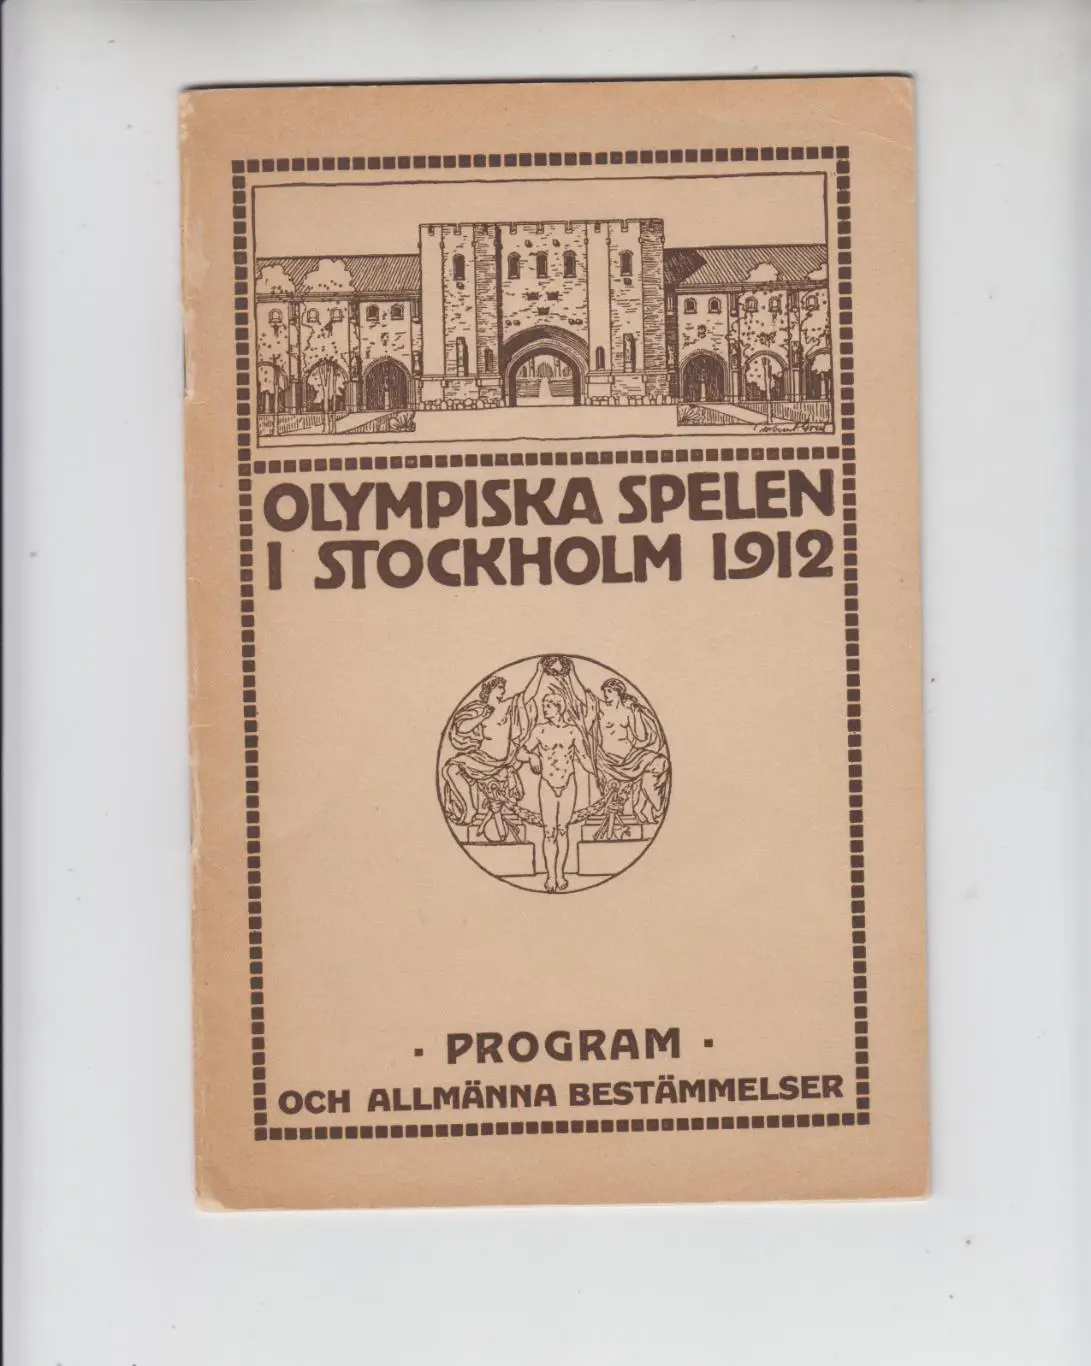 OLYMPISKA SPELEN
I STOCKHOLM 1912
· PROGRAM ·
OCH ALLMÄNNA BESTÄMMELSER